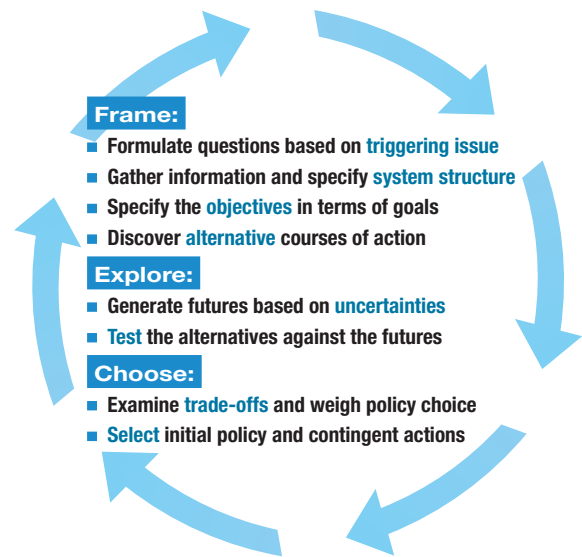 Frame:
Formulate questions based on triggering issue
Gather information and specify system structure
Specify the objectives in terms of goals
Discover alternative courses of action
Explore:
Generate futures based on uncertainties
Test the alternatives against the futures
Choose:
Examine trade-offs and weigh policy choice
Select initial policy and contingent actions